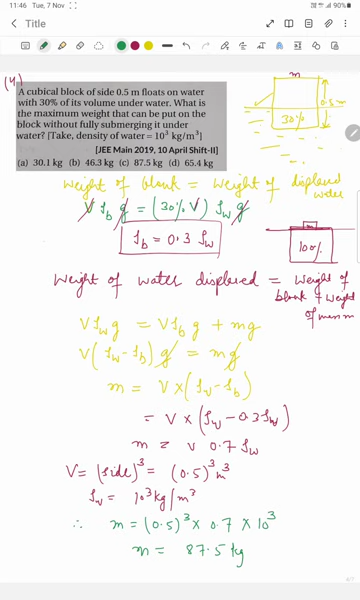 11:46 Tue, 7 Nov
90%
Title
(4)
A cubical block of side 0.5 m floats on water
with 30% of its volume under water. What is
the maximum weight that can be put on the
block without fully submerging it under
water? [Take, density of water = 10³ kg/m³]
[JEE Main 2019, 10 April Shift-II]
(a) 30.1 kg (b) 46.3 kg (c) 87.5 kg (d) 65.4 kg
m
0.5 m
30%
Weight of block = Weight of displaced
water
V ρb g = (30% V) ρw g
ρb = 0.3 ρw
100%
Weight of water displaced = Weight of
block + Weight
of mass m
Vρw g = Vρb g + mg
V(ρw - ρb) g = mg
m = V × (ρw - ρb)
= V × (ρw - 0.3ρw)
m = V 0.7 ρw
V = (side)³ = (0.5)³ m³
ρw = 10³ kg/m³
∴ m = (0.5)³ × 0.7 × 10³
m = 87.5 kg